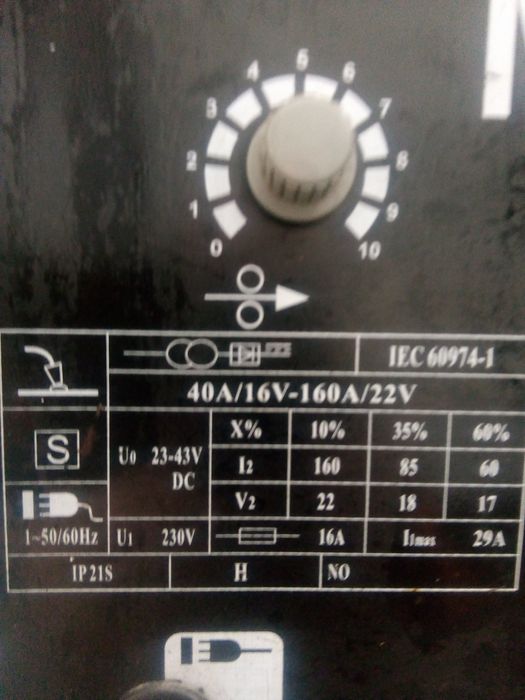 5
4 6
3 7
2 8
1 9
0 10
IEC 60974-1
40A/16V-160A/22V
X% 10% 35% 60%
S U0 23-43V DC I2 160 85 60
V2 22 18 17
1~50/60Hz U1 230V 16A I1max 29A
IP21S H NO